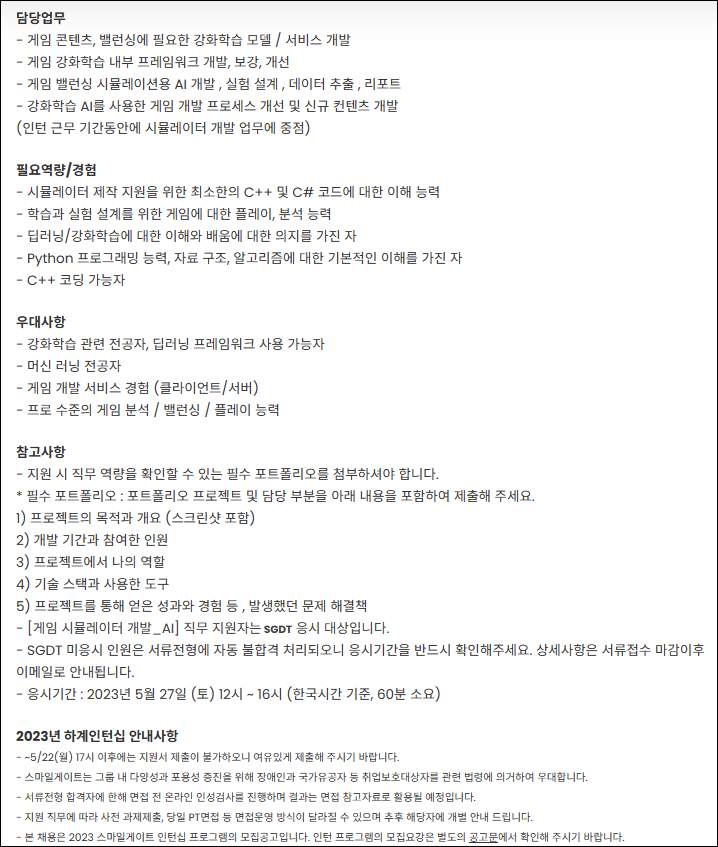 담당업무
- 게임 콘텐츠, 밸런싱에 필요한 강화학습 모델 / 서비스 개발
- 게임 강화학습 내부 프레임워크 개발, 보강, 개선
- 게임 밸런싱 시뮬레이션용 AI 개발 , 실험 설계 , 데이터 추출 , 리포트
- 강화학습 AI를 사용한 게임 개발 프로세스 개선 및 신규 컨텐츠 개발
(인턴 근무 기간동안에 시뮬레이터 개발 업무에 중점)
필요역량/경험
- 시뮬레이터 제작 지원을 위한 최소한의 C++ 및 C# 코드에 대한 이해 능력
- 학습과 실험 설계를 위한 게임에 대한 플레이, 분석 능력
- 딥러닝/강화학습에 대한 이해와 배움에 대한 의지를 가진 자
- Python 프로그래밍 능력, 자료 구조, 알고리즘에 대한 기본적인 이해를 가진 자
- C++ 코딩 가능자
우대사항
- 강화학습 관련 전공자, 딥러닝 프레임워크 사용 가능자
- 머신 러닝 전공자
- 게임 개발 서비스 경험 (클라이언트/서버)
- 프로 수준의 게임 분석 / 밸런싱 / 플레이 능력
참고사항
- 지원 시 직무 역량을 확인할 수 있는 필수 포트폴리오를 첨부하셔야 합니다.
* 필수 포트폴리오 : 포트폴리오 프로젝트 및 담당 부분을 아래 내용을 포함하여 제출해 주세요.
1) 프로젝트의 목적과 개요 (스크린샷 포함)
2) 개발 기간과 참여한 인원
3) 프로젝트에서 나의 역할
4) 기술 스택과 사용한 도구
5) 프로젝트를 통해 얻은 성과와 경험 등 , 발생했던 문제 해결책
- [게임 시뮬레이터 개발_AI] 직무 지원자는 SGDT 응시 대상입니다.
- SGDT 미응시 인원은 서류전형에 자동 불합격 처리되오니 응시기간을 반드시 확인해주세요. 상세사항은 서류접수 마감이후
이메일로 안내됩니다.
- 응시기간 : 2023년 5월 27일 (토) 12시 ~ 16시 (한국시간 기준, 60분 소요)
2023년 하계인턴십 안내사항
- ~5/22(월) 17시 이후에는 지원서 제출이 불가하오니 여유있게 제출해 주시기 바랍니다.
- 스마일게이트는 그룹 내 다양성과 포용성 증진을 위해 장애인과 국가유공자 등 취업보호대상자를 관련 법령에 의거하여 우대합니다.
- 서류전형 합격자에 한해 면접 전 온라인 인성검사를 진행하며 결과는 면접 참고자료로 활용될 예정입니다.
- 지원 직무에 따라 사전 과제제출, 당일 PT면접 등 면접운영 방식이 달라질 수 있으며 추후 해당자에 개별 안내 드립니다.
- 본 채용은 2023 스마일게이트 인턴십 프로그램의 모집공고입니다. 인턴 프로그램의 모집요강은 별도의 공고문에서 확인해 주시기 바랍니다.